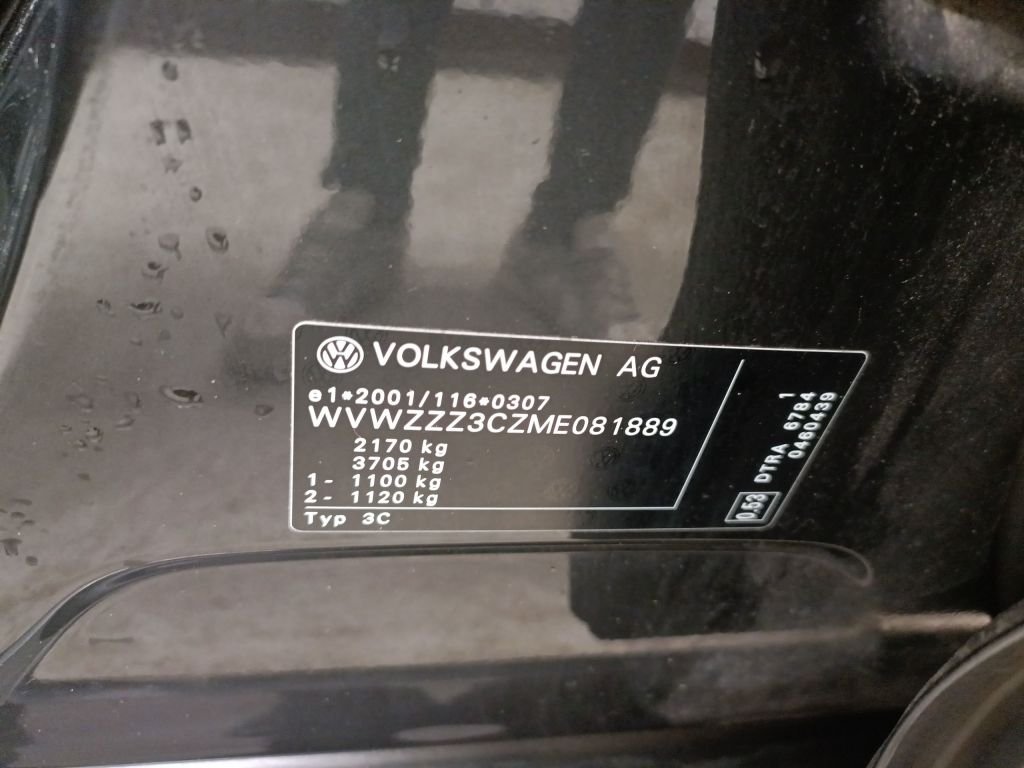 VOLKSWAGEN AG
e1*2001/116*0307
WVWZZZ3CZME081889
2170 kg
3705 kg
1- 1100 kg
2- 1120 kg
Typ 3C
1
DTRA 6784
0460439
0.53